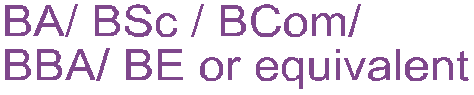 BA/ BSc / BCom/
BBA/ BE or equivalent